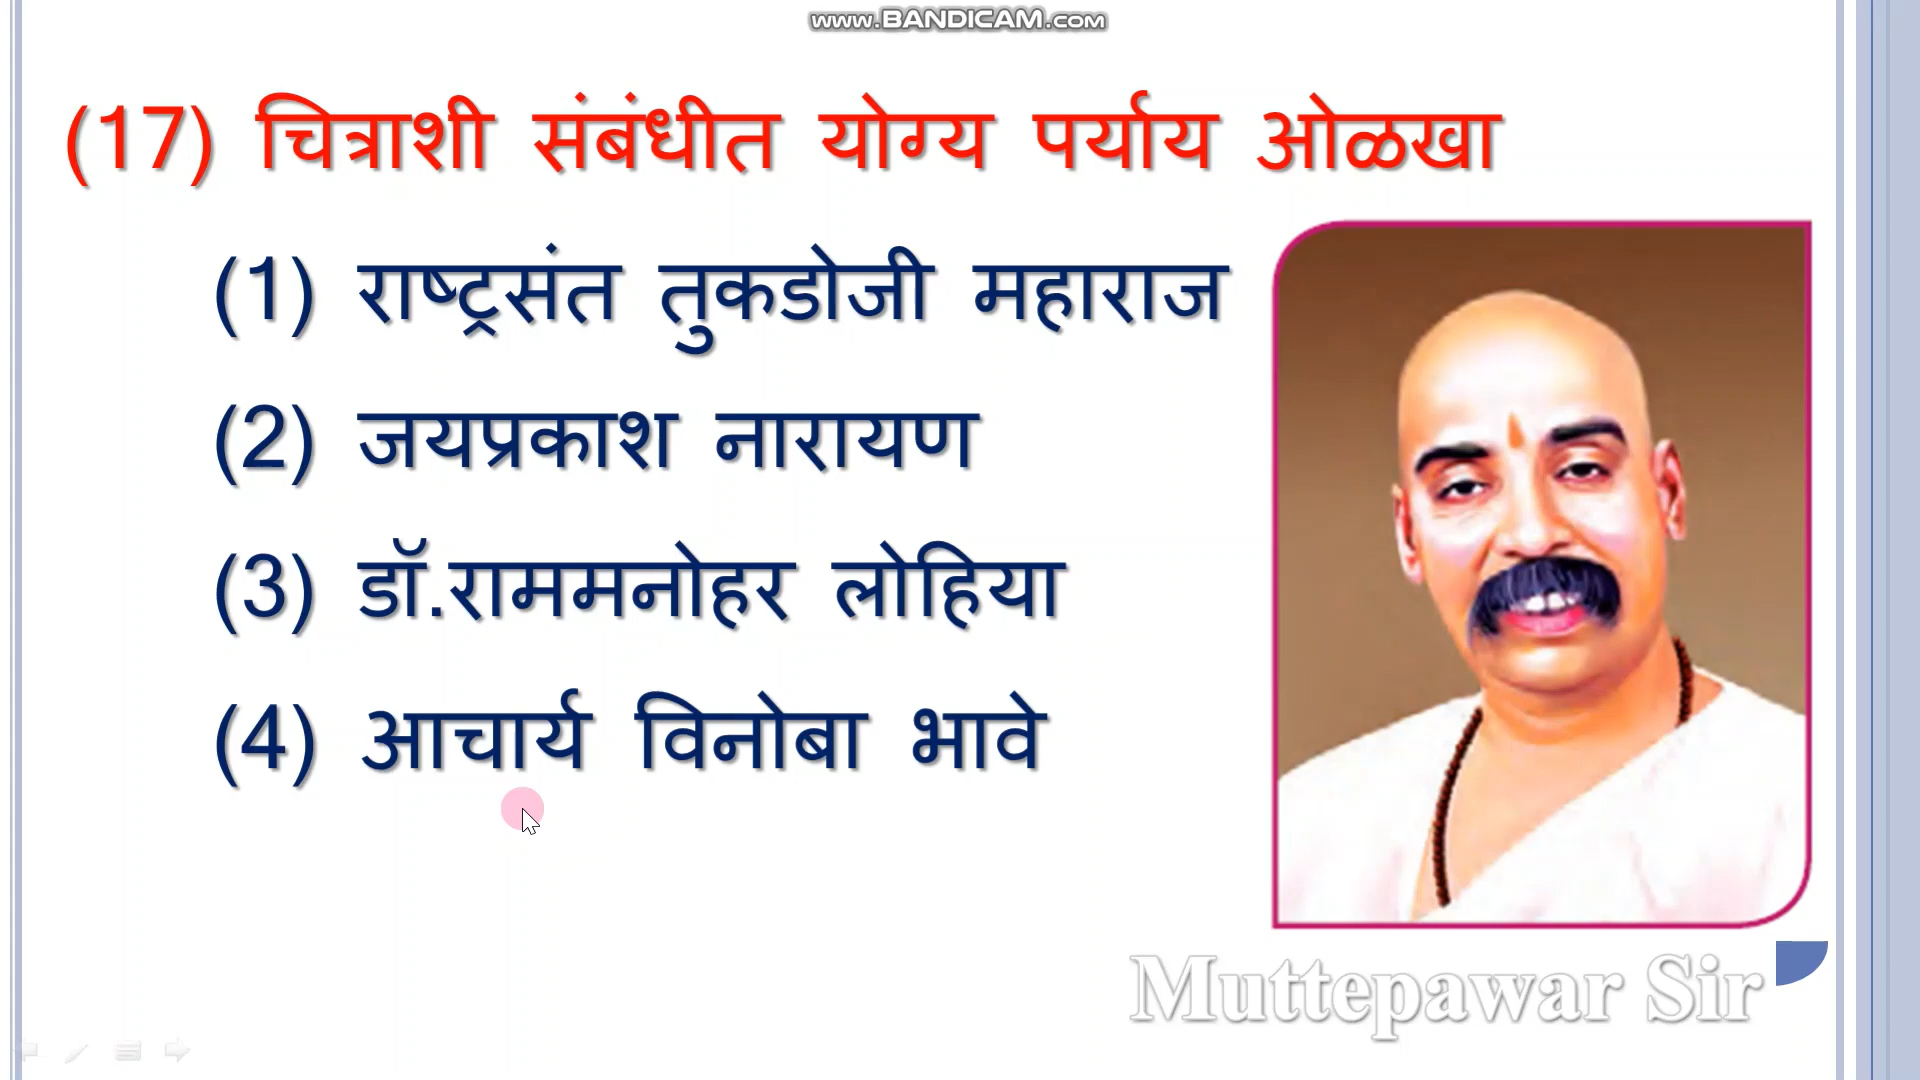 www.BANDICAM.com
(17) चित्राशी संबंधीत योग्य पर्याय ओळखा
(1) राष्ट्रसंत तुकडोजी महाराज
(2) जयप्रकाश नारायण
(3) डॉ.राममनोहर लोहिया
(4) आचार्य विनोबा भावे
Muttepawar Sir